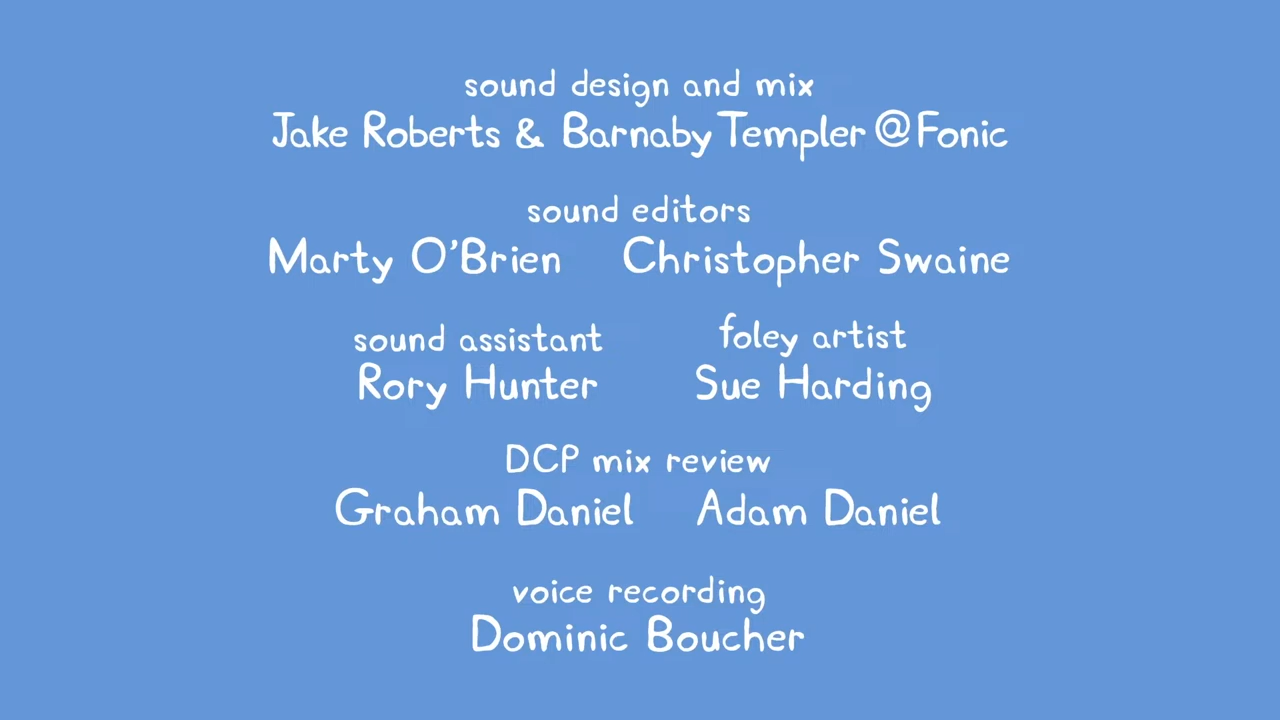 sound design and mix
Jake Roberts & Barnaby Templer @ Fonic
sound editors
Marty O'Brien Christopher Swaine
sound assistant foley artist
Rory Hunter Sue Harding
DCP mix review
Graham Daniel Adam Daniel
voice recording
Dominic Boucher